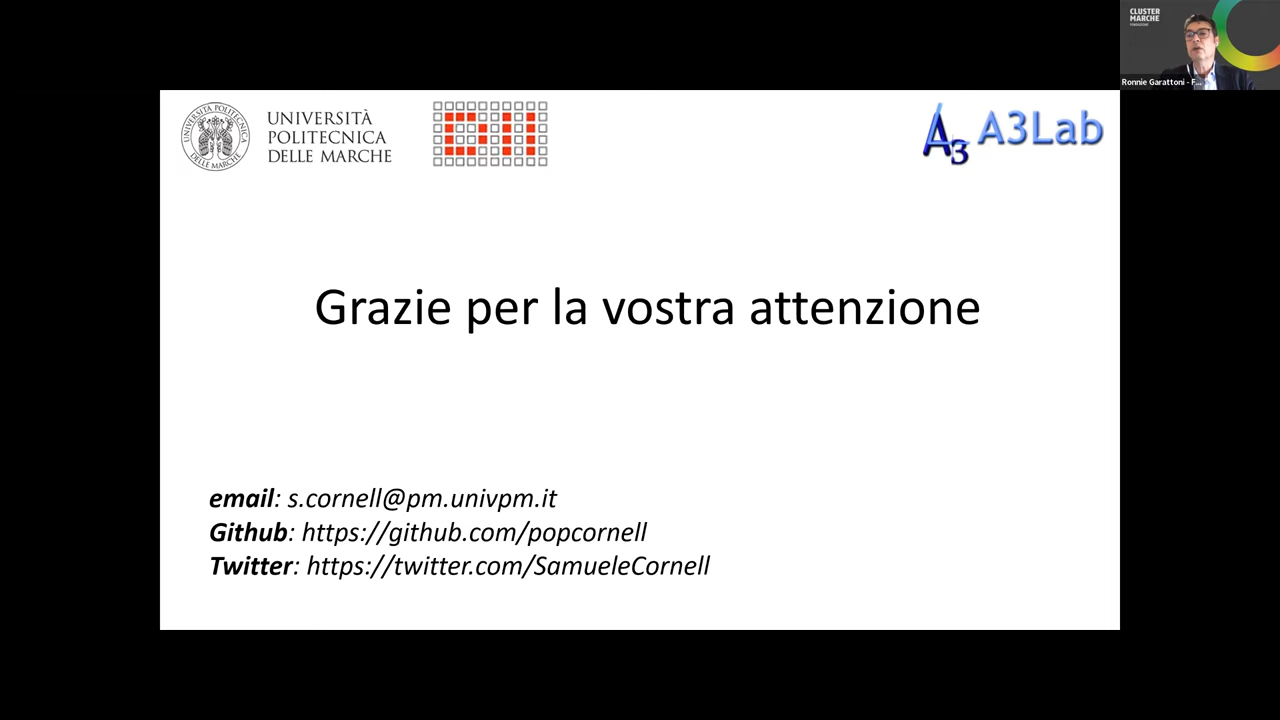 CLUSTER
MARCHE
Ronnie Garattoni - F...
UNIVERSITÀ
POLITECNICA
DELLE MARCHE
A3
A3Lab
Grazie per la vostra attenzione
email: s.cornell@pm.univpm.it
Github: https://github.com/popcornell
Twitter: https://twitter.com/SamueleCornell